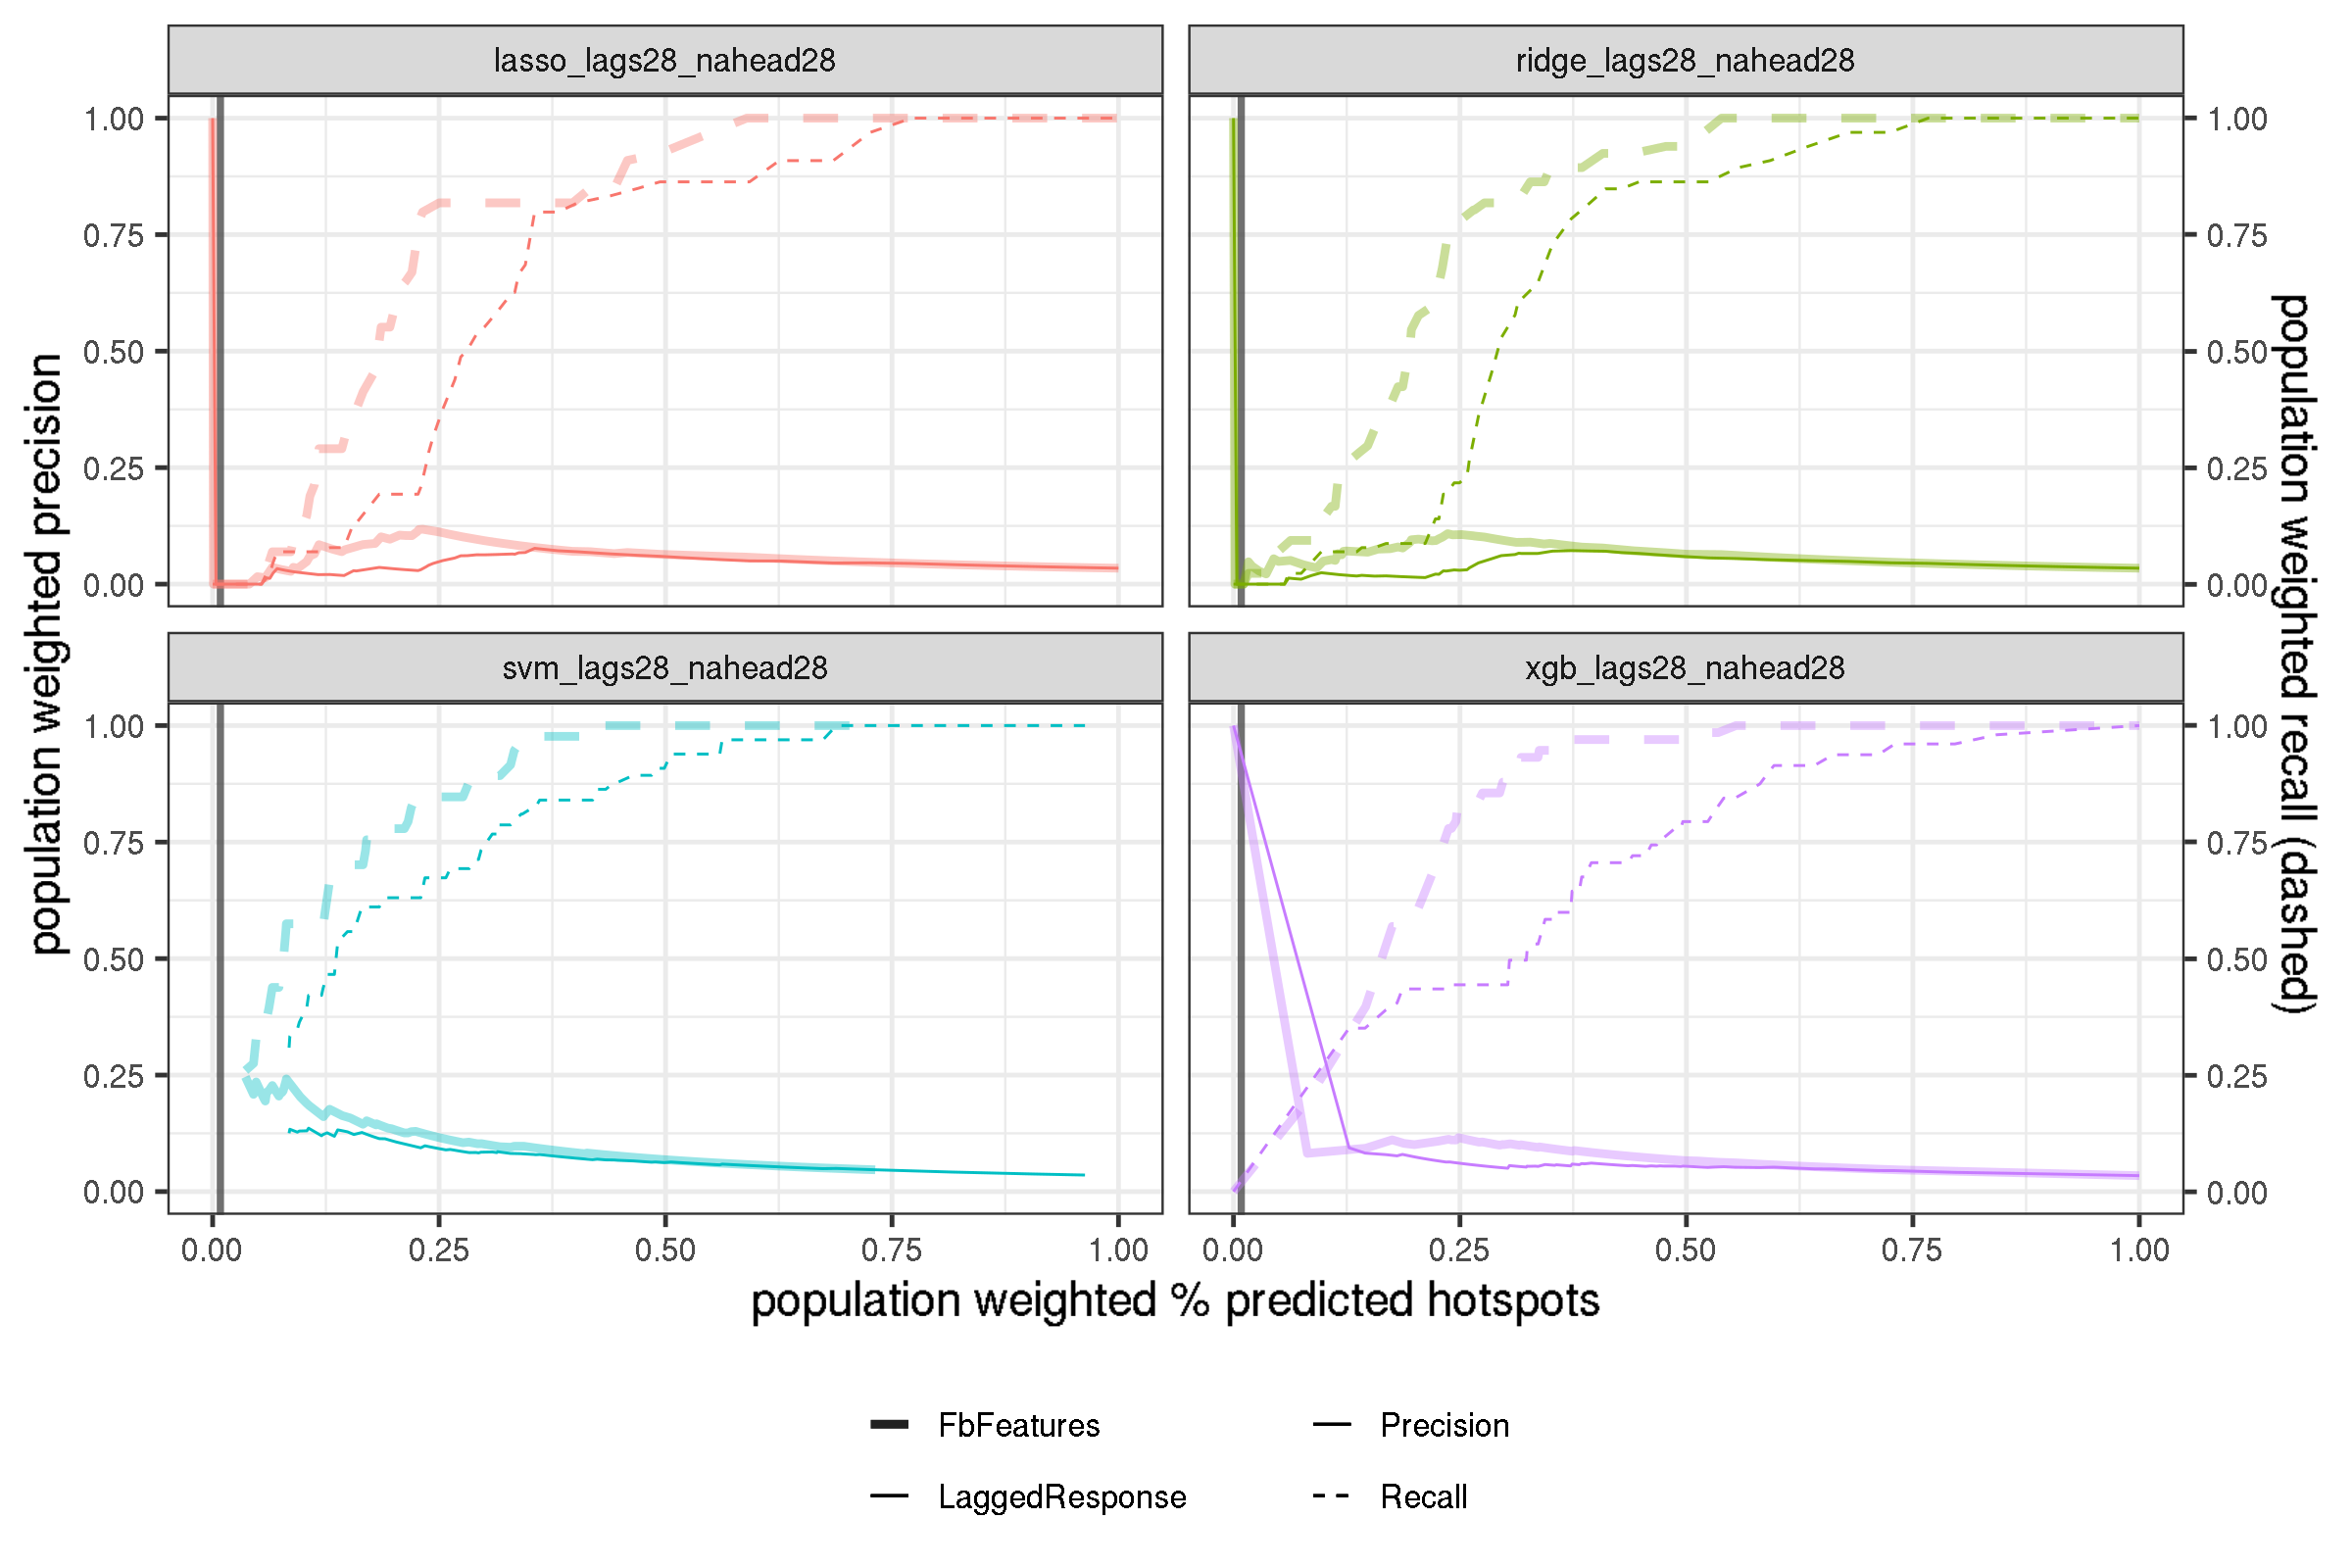 lasso_lags28_nahead28
ridge_lags28_nahead28
1.00
0.75
0.50
0.25
0.00
1.00
0.75
0.50
0.25
0.00
svm_lags28_nahead28
xgb_lags28_nahead28
1.00
0.75
0.50
0.25
0.00
1.00
0.75
0.50
0.25
0.00
population weighted precision
population weighted recall (dashed)
0.00 0.25 0.50 0.75 1.00
0.00 0.25 0.50 0.75 1.00
population weighted % predicted hotspots
FbFeatures
LaggedResponse
Precision
Recall